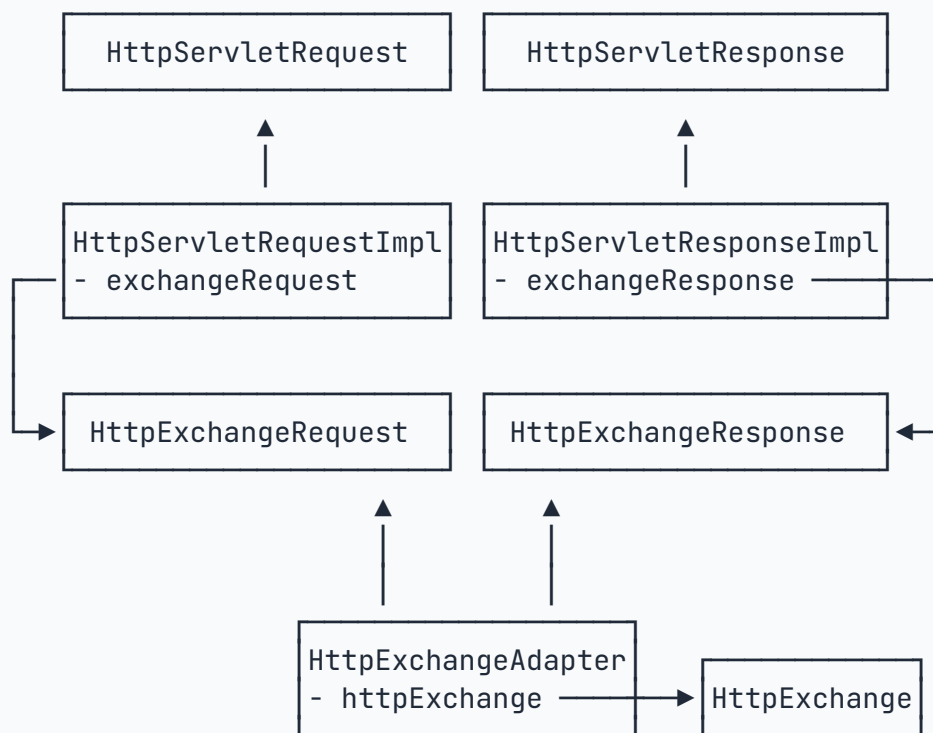 HttpServletRequest
HttpServletResponse
HttpServletRequestImpl
- exchangeRequest
HttpServletResponseImpl
- exchangeResponse
HttpExchangeRequest
HttpExchangeResponse
HttpExchangeAdapter
- httpExchange
HttpExchange